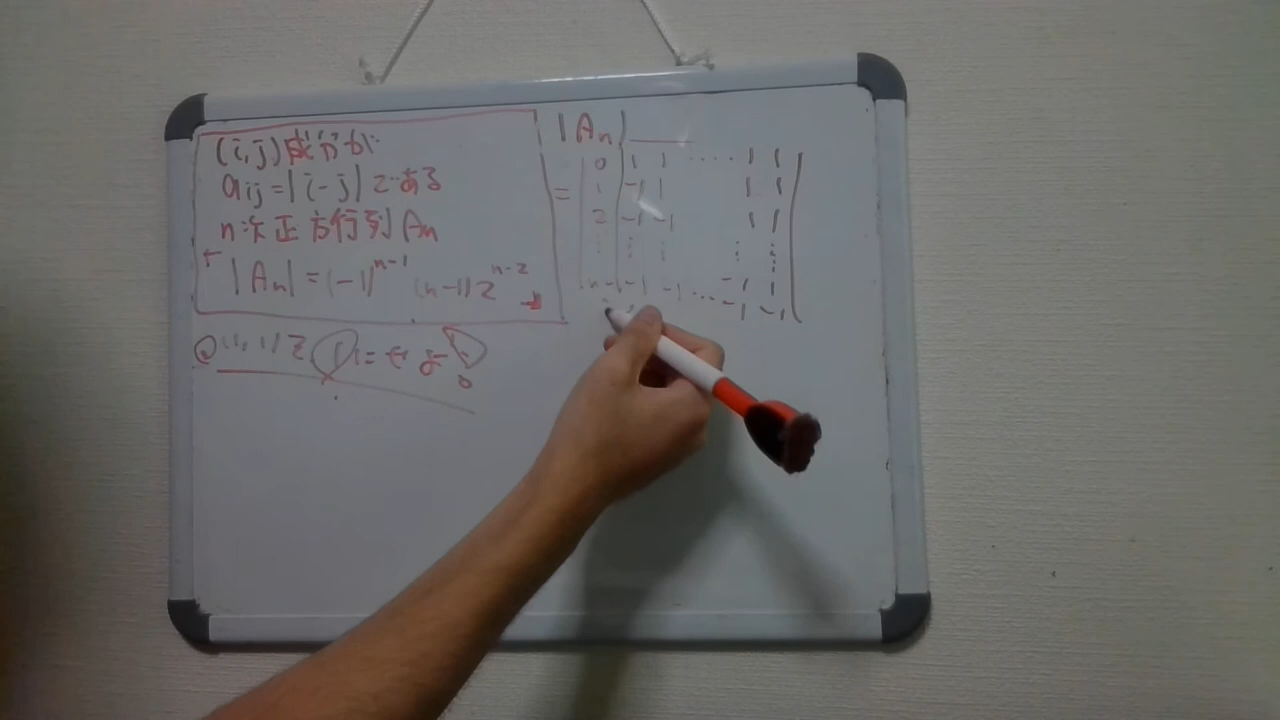 (i,j)成分が
aij=|i-j|である
n次正方行列An
|An|=(-1)^{n-1} (n-1)2^{n-2}
|An|
= | 0 1 1 ‥‥ 1 1 |
1 -1 1 1 1
2 -1 -1 1 1
⋮ ⋮ ⋮ ⋮ ⋮
n- -1 -1 … -1 1
-1 -1